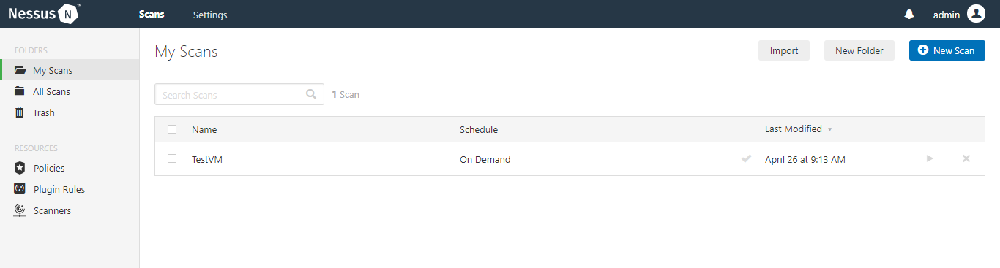 Nessus N ™ Scans Settings admin
FOLDERS
My Scans
All Scans
Trash
RESOURCES
Policies
Plugin Rules
Scanners
My Scans Import New Folder New Scan
Search Scans 1 Scan
Name Schedule Last Modified
TestVM On Demand April 26 at 9:13 AM